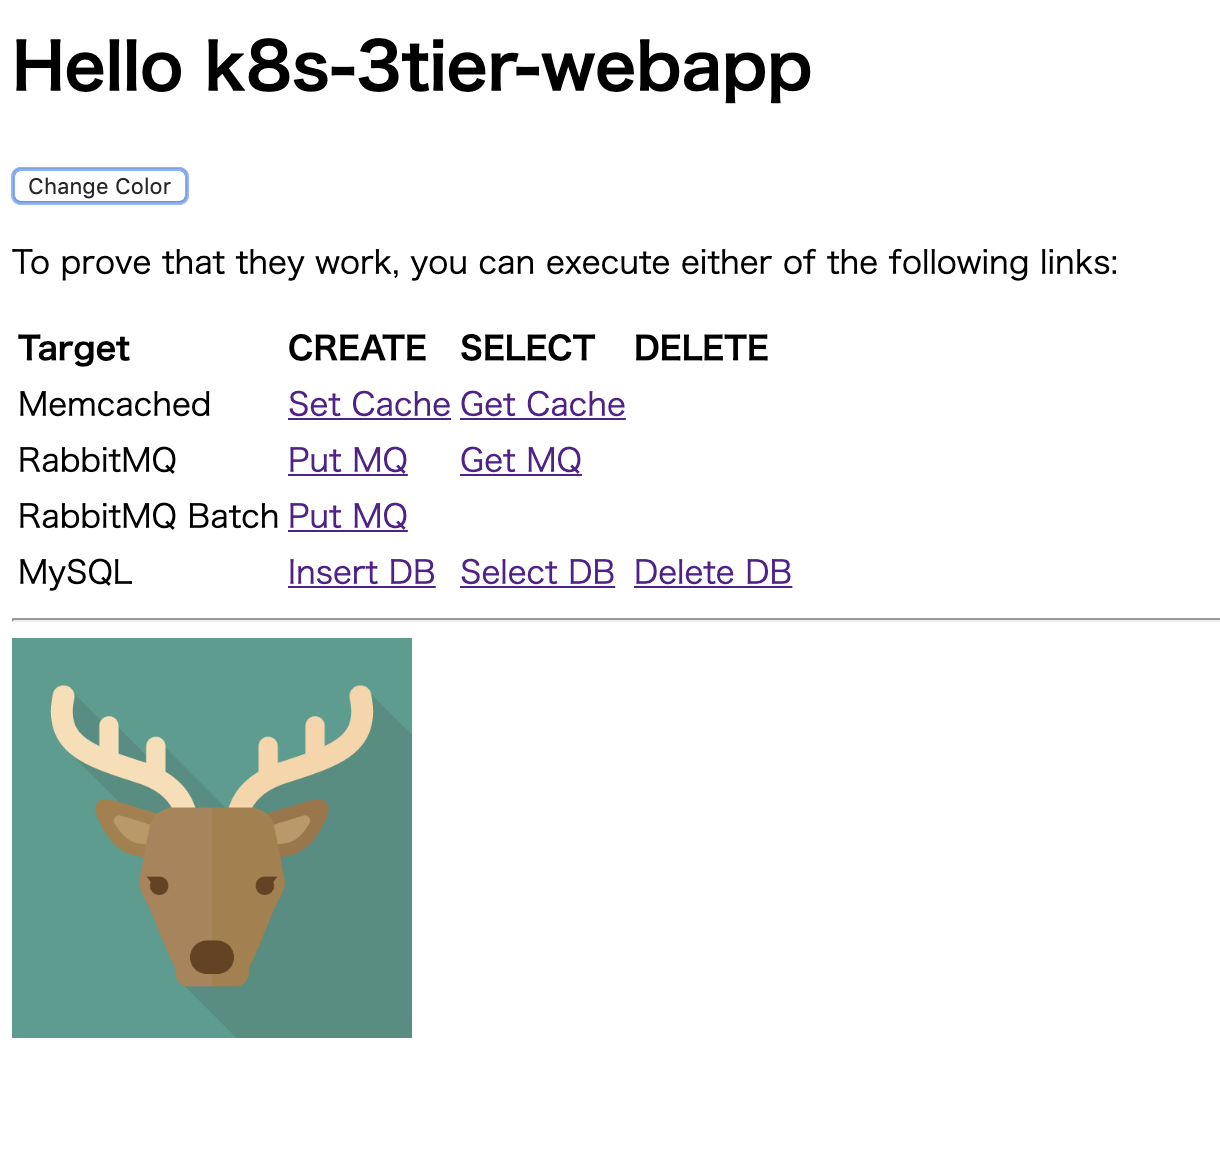 Hello k8s-3tier-webapp
Change Color
To prove that they work, you can execute either of the following links:
Target CREATE SELECT DELETE
Memcached Set Cache Get Cache
RabbitMQ Put MQ Get MQ
RabbitMQ Batch Put MQ
MySQL Insert DB Select DB Delete DB